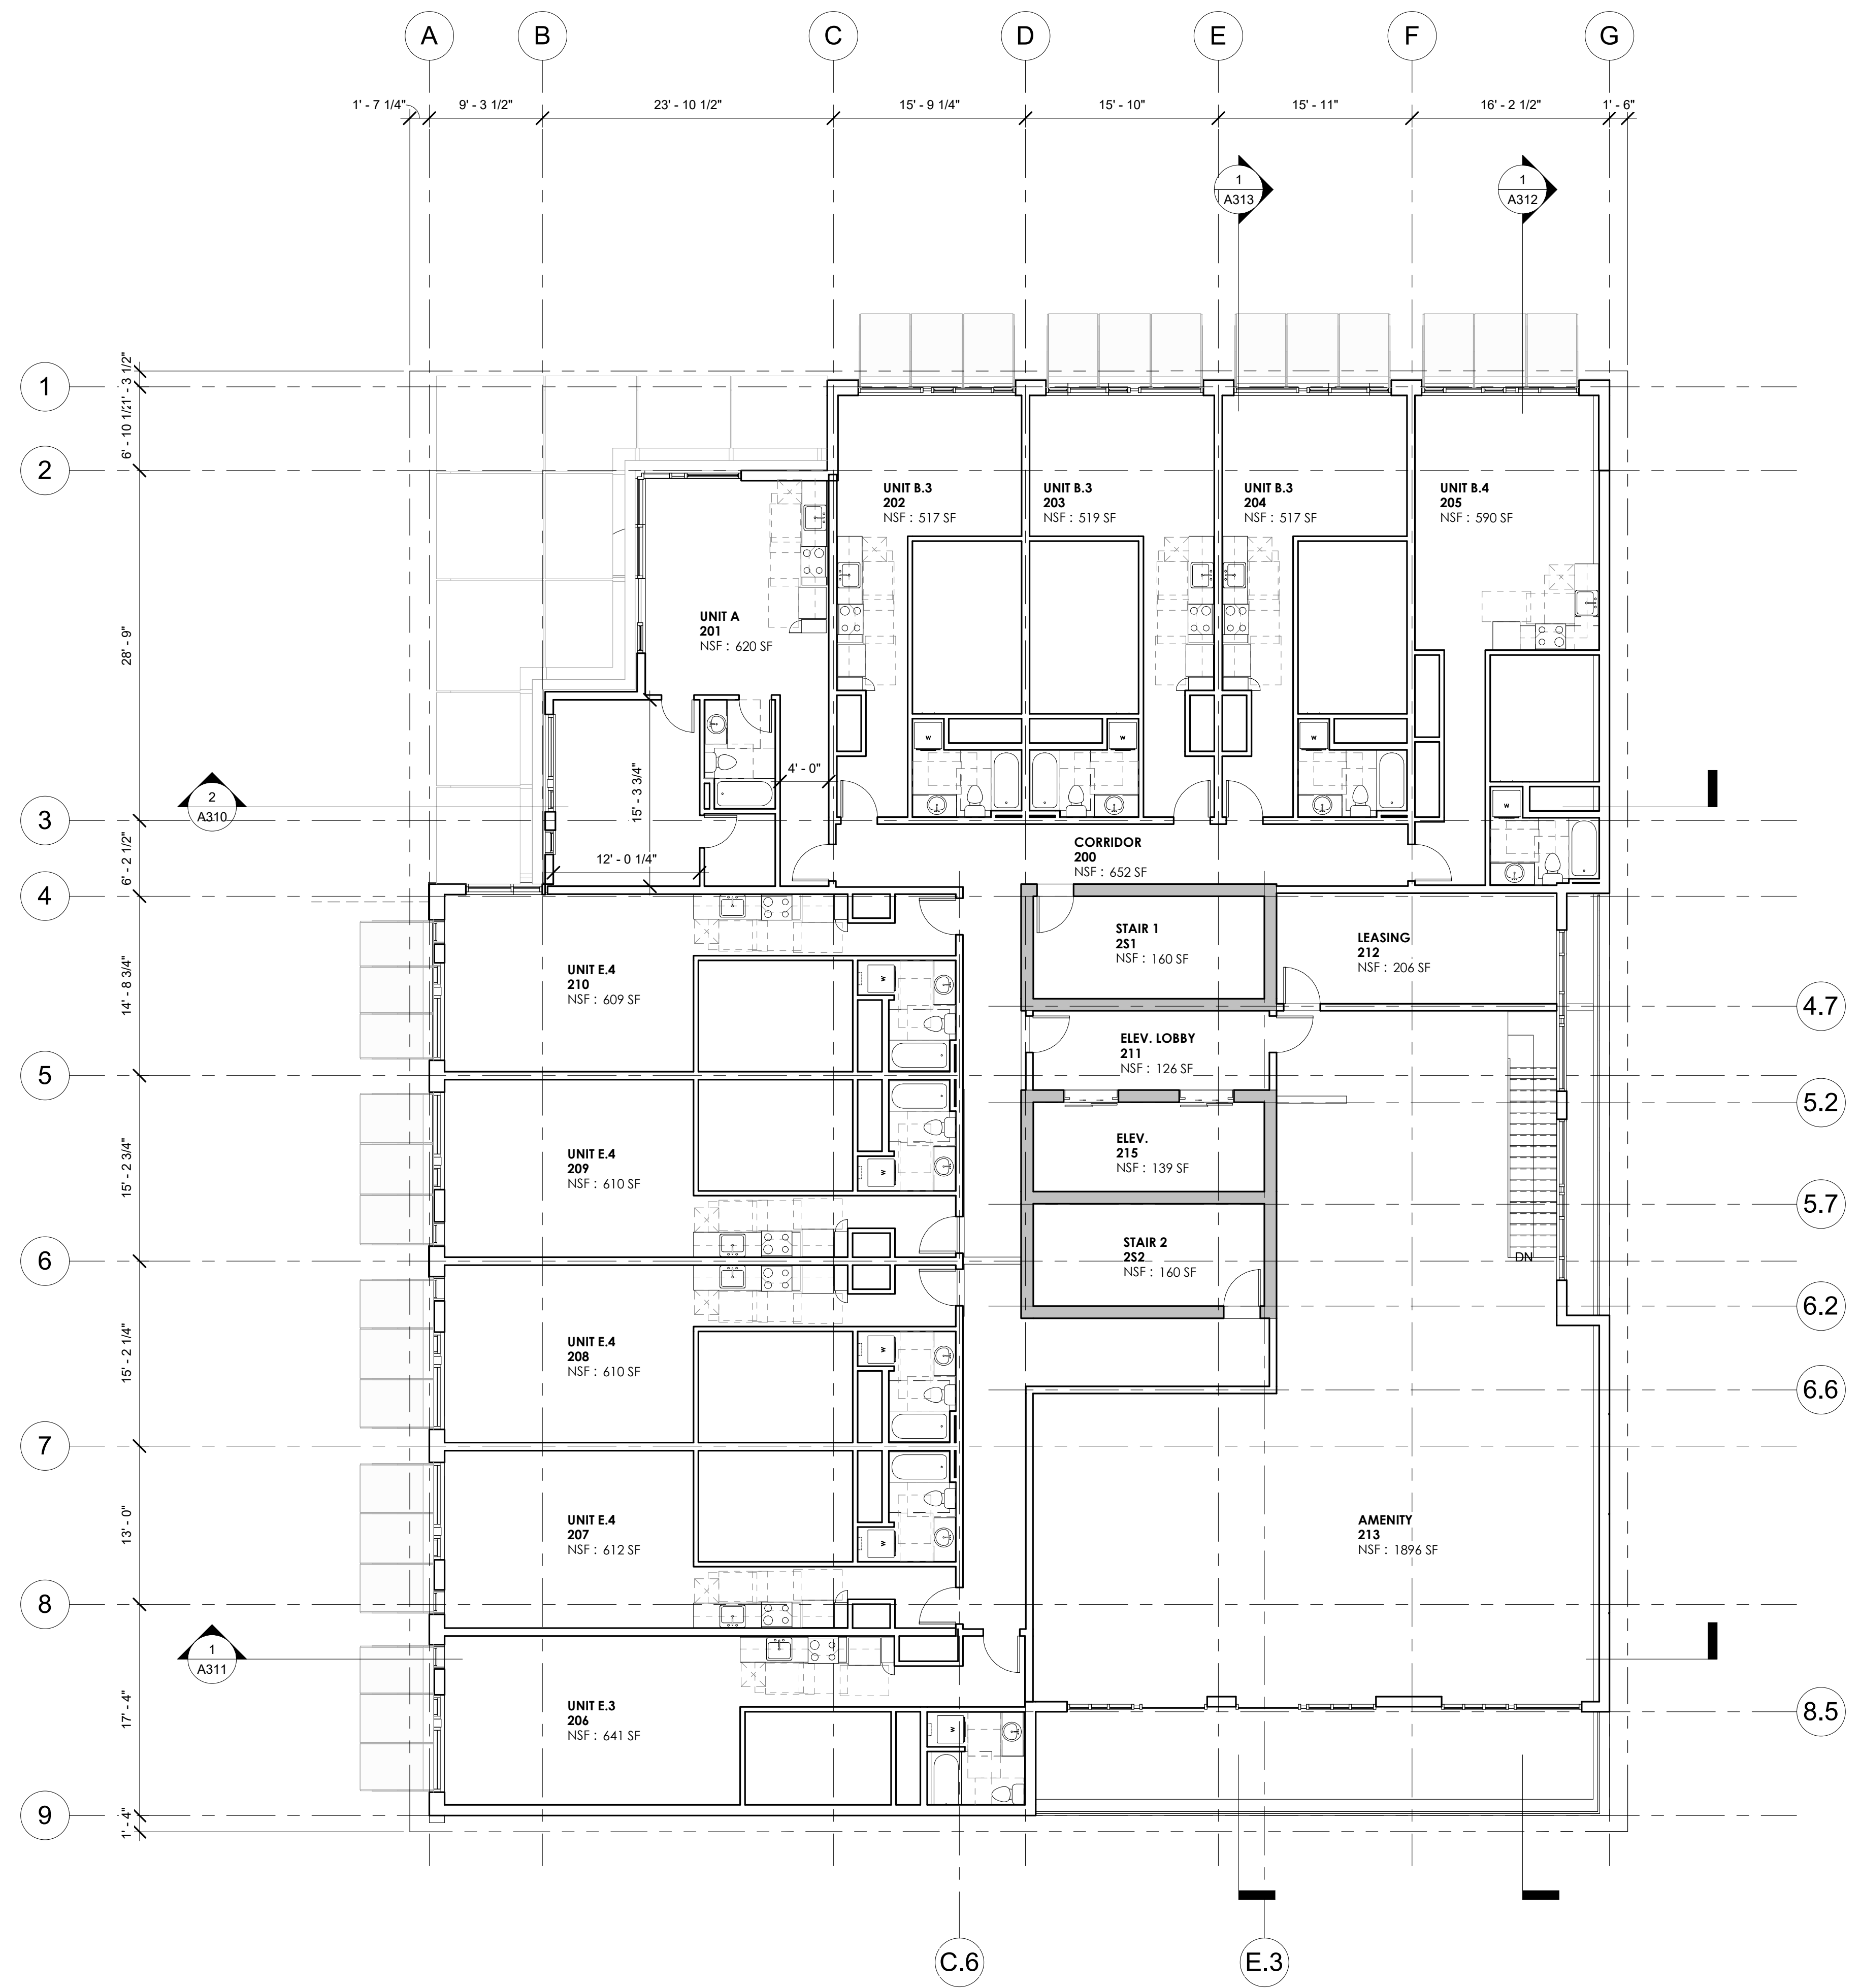 A B C D E F G
1' - 7 1/4" 9' - 3 1/2" 23' - 10 1/2" 15' - 9 1/4" 15' - 10" 15' - 11" 16' - 2 1/2" 1' - 6"
1
A313
1
A312
1' - 3 1/2"
1
6' - 10 1/2"
2
UNIT B.3
202
NSF : 517 SF
UNIT B.3
203
NSF : 519 SF
UNIT B.3
204
NSF : 517 SF
UNIT B.4
205
NSF : 590 SF
28' - 9"
UNIT A
201
NSF : 620 SF
W
W
W
W
4' - 0"
15' - 3 3/4"
2
A310
3
6' - 2 1/2"
12' - 0 1/4"
CORRIDOR
200
NSF : 652 SF
4
STAIR 1
2S1
NSF : 160 SF
LEASING
212
NSF : 206 SF
14' - 8 3/4"
UNIT E.4
210
NSF : 609 SF
W
4.7
ELEV. LOBBY
211
NSF : 126 SF
5
5.2
15' - 2 3/4"
UNIT E.4
209
NSF : 610 SF
W
ELEV.
215
NSF : 139 SF
5.7
STAIR 2
2S2
NSF : 160 SF
DN
6
6.2
15' - 2 1/4"
UNIT E.4
208
NSF : 610 SF
W
6.6
7
13' - 0"
UNIT E.4
207
NSF : 612 SF
W
AMENITY
213
NSF : 1896 SF
8
1
A311
17' - 4"
UNIT E.3
206
NSF : 641 SF
W
8.5
9
1' - 4"
C.6 E.3